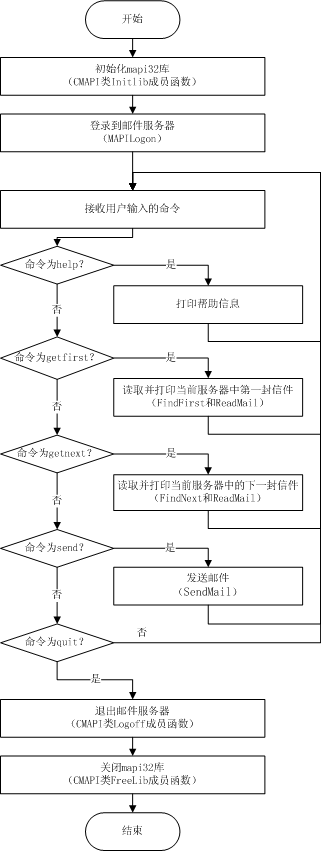 开始
初始化mapi32库
（CMAPI类Initlib成员函数）
登录到邮件服务器
（MAPILogon）
接收用户输入的命令
命令为help？
是
否
打印帮助信息
命令为getfirst？
是
否
读取并打印当前服务器中第一封信件
（FindFirst和ReadMail）
命令为getnext？
是
否
读取并打印当前服务器中的下一封信件
（FindNext和ReadMail）
命令为send？
是
否
发送邮件
（SendMail）
命令为quit？
否
是
退出邮件服务器
（CMAPI类Logoff成员函数）
关闭mapi32库
（CMAPI类FreeLib成员函数）
结束